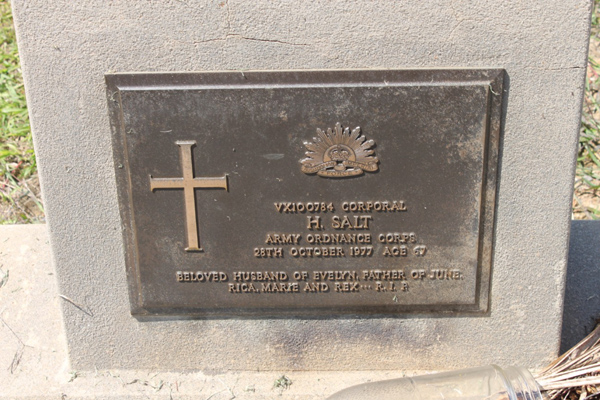 VX100784 CORPORAL
H. SALT
ARMY ORDNANCE CORPS
28TH OCTOBER 1977 AGE 67
BELOVED HUSBAND OF EVELYN. FATHER OF JUNE.
RICA. MARIE AND REX ··· R. I. P.